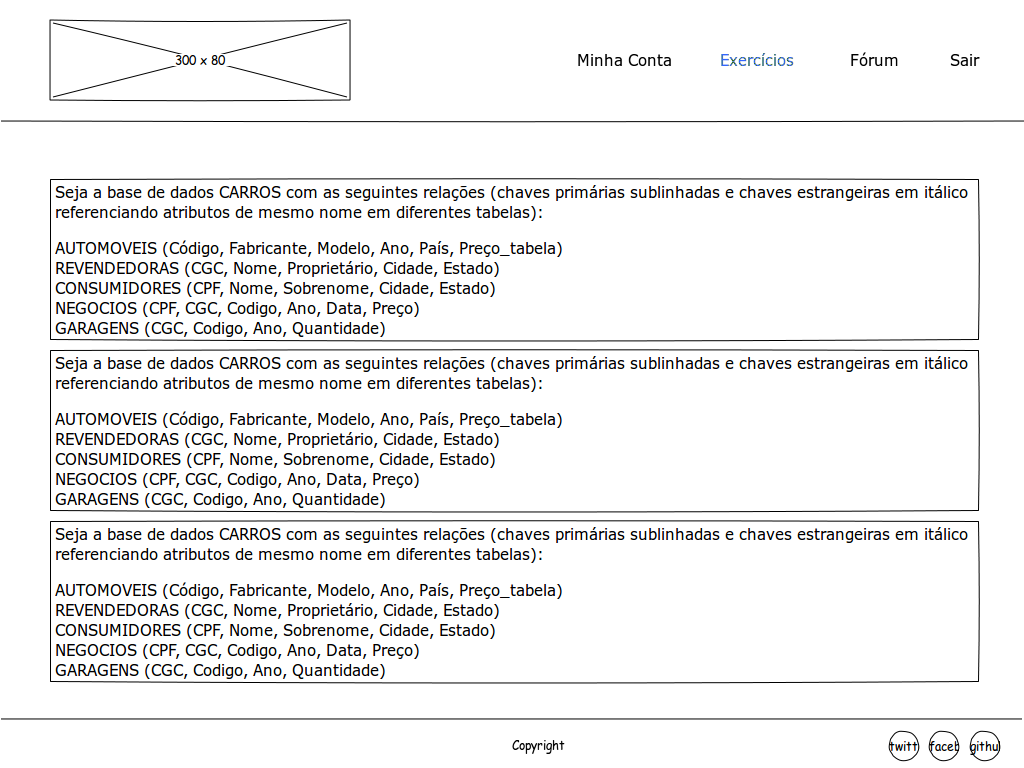 300 x 80
Minha Conta
Exercícios
Fórum
Sair
Seja a base de dados CARROS com as seguintes relações (chaves primárias sublinhadas e chaves estrangeiras em itálico
referenciando atributos de mesmo nome em diferentes tabelas):
AUTOMOVEIS (Código, Fabricante, Modelo, Ano, País, Preço_tabela)
REVENDEDORAS (CGC, Nome, Proprietário, Cidade, Estado)
CONSUMIDORES (CPF, Nome, Sobrenome, Cidade, Estado)
NEGOCIOS (CPF, CGC, Codigo, Ano, Data, Preço)
GARAGENS (CGC, Codigo, Ano, Quantidade)
Seja a base de dados CARROS com as seguintes relações (chaves primárias sublinhadas e chaves estrangeiras em itálico
referenciando atributos de mesmo nome em diferentes tabelas):
AUTOMOVEIS (Código, Fabricante, Modelo, Ano, País, Preço_tabela)
REVENDEDORAS (CGC, Nome, Proprietário, Cidade, Estado)
CONSUMIDORES (CPF, Nome, Sobrenome, Cidade, Estado)
NEGOCIOS (CPF, CGC, Codigo, Ano, Data, Preço)
GARAGENS (CGC, Codigo, Ano, Quantidade)
Seja a base de dados CARROS com as seguintes relações (chaves primárias sublinhadas e chaves estrangeiras em itálico
referenciando atributos de mesmo nome em diferentes tabelas):
AUTOMOVEIS (Código, Fabricante, Modelo, Ano, País, Preço_tabela)
REVENDEDORAS (CGC, Nome, Proprietário, Cidade, Estado)
CONSUMIDORES (CPF, Nome, Sobrenome, Cidade, Estado)
NEGOCIOS (CPF, CGC, Codigo, Ano, Data, Preço)
GARAGENS (CGC, Codigo, Ano, Quantidade)
Copyright
twitt
faceb
githu